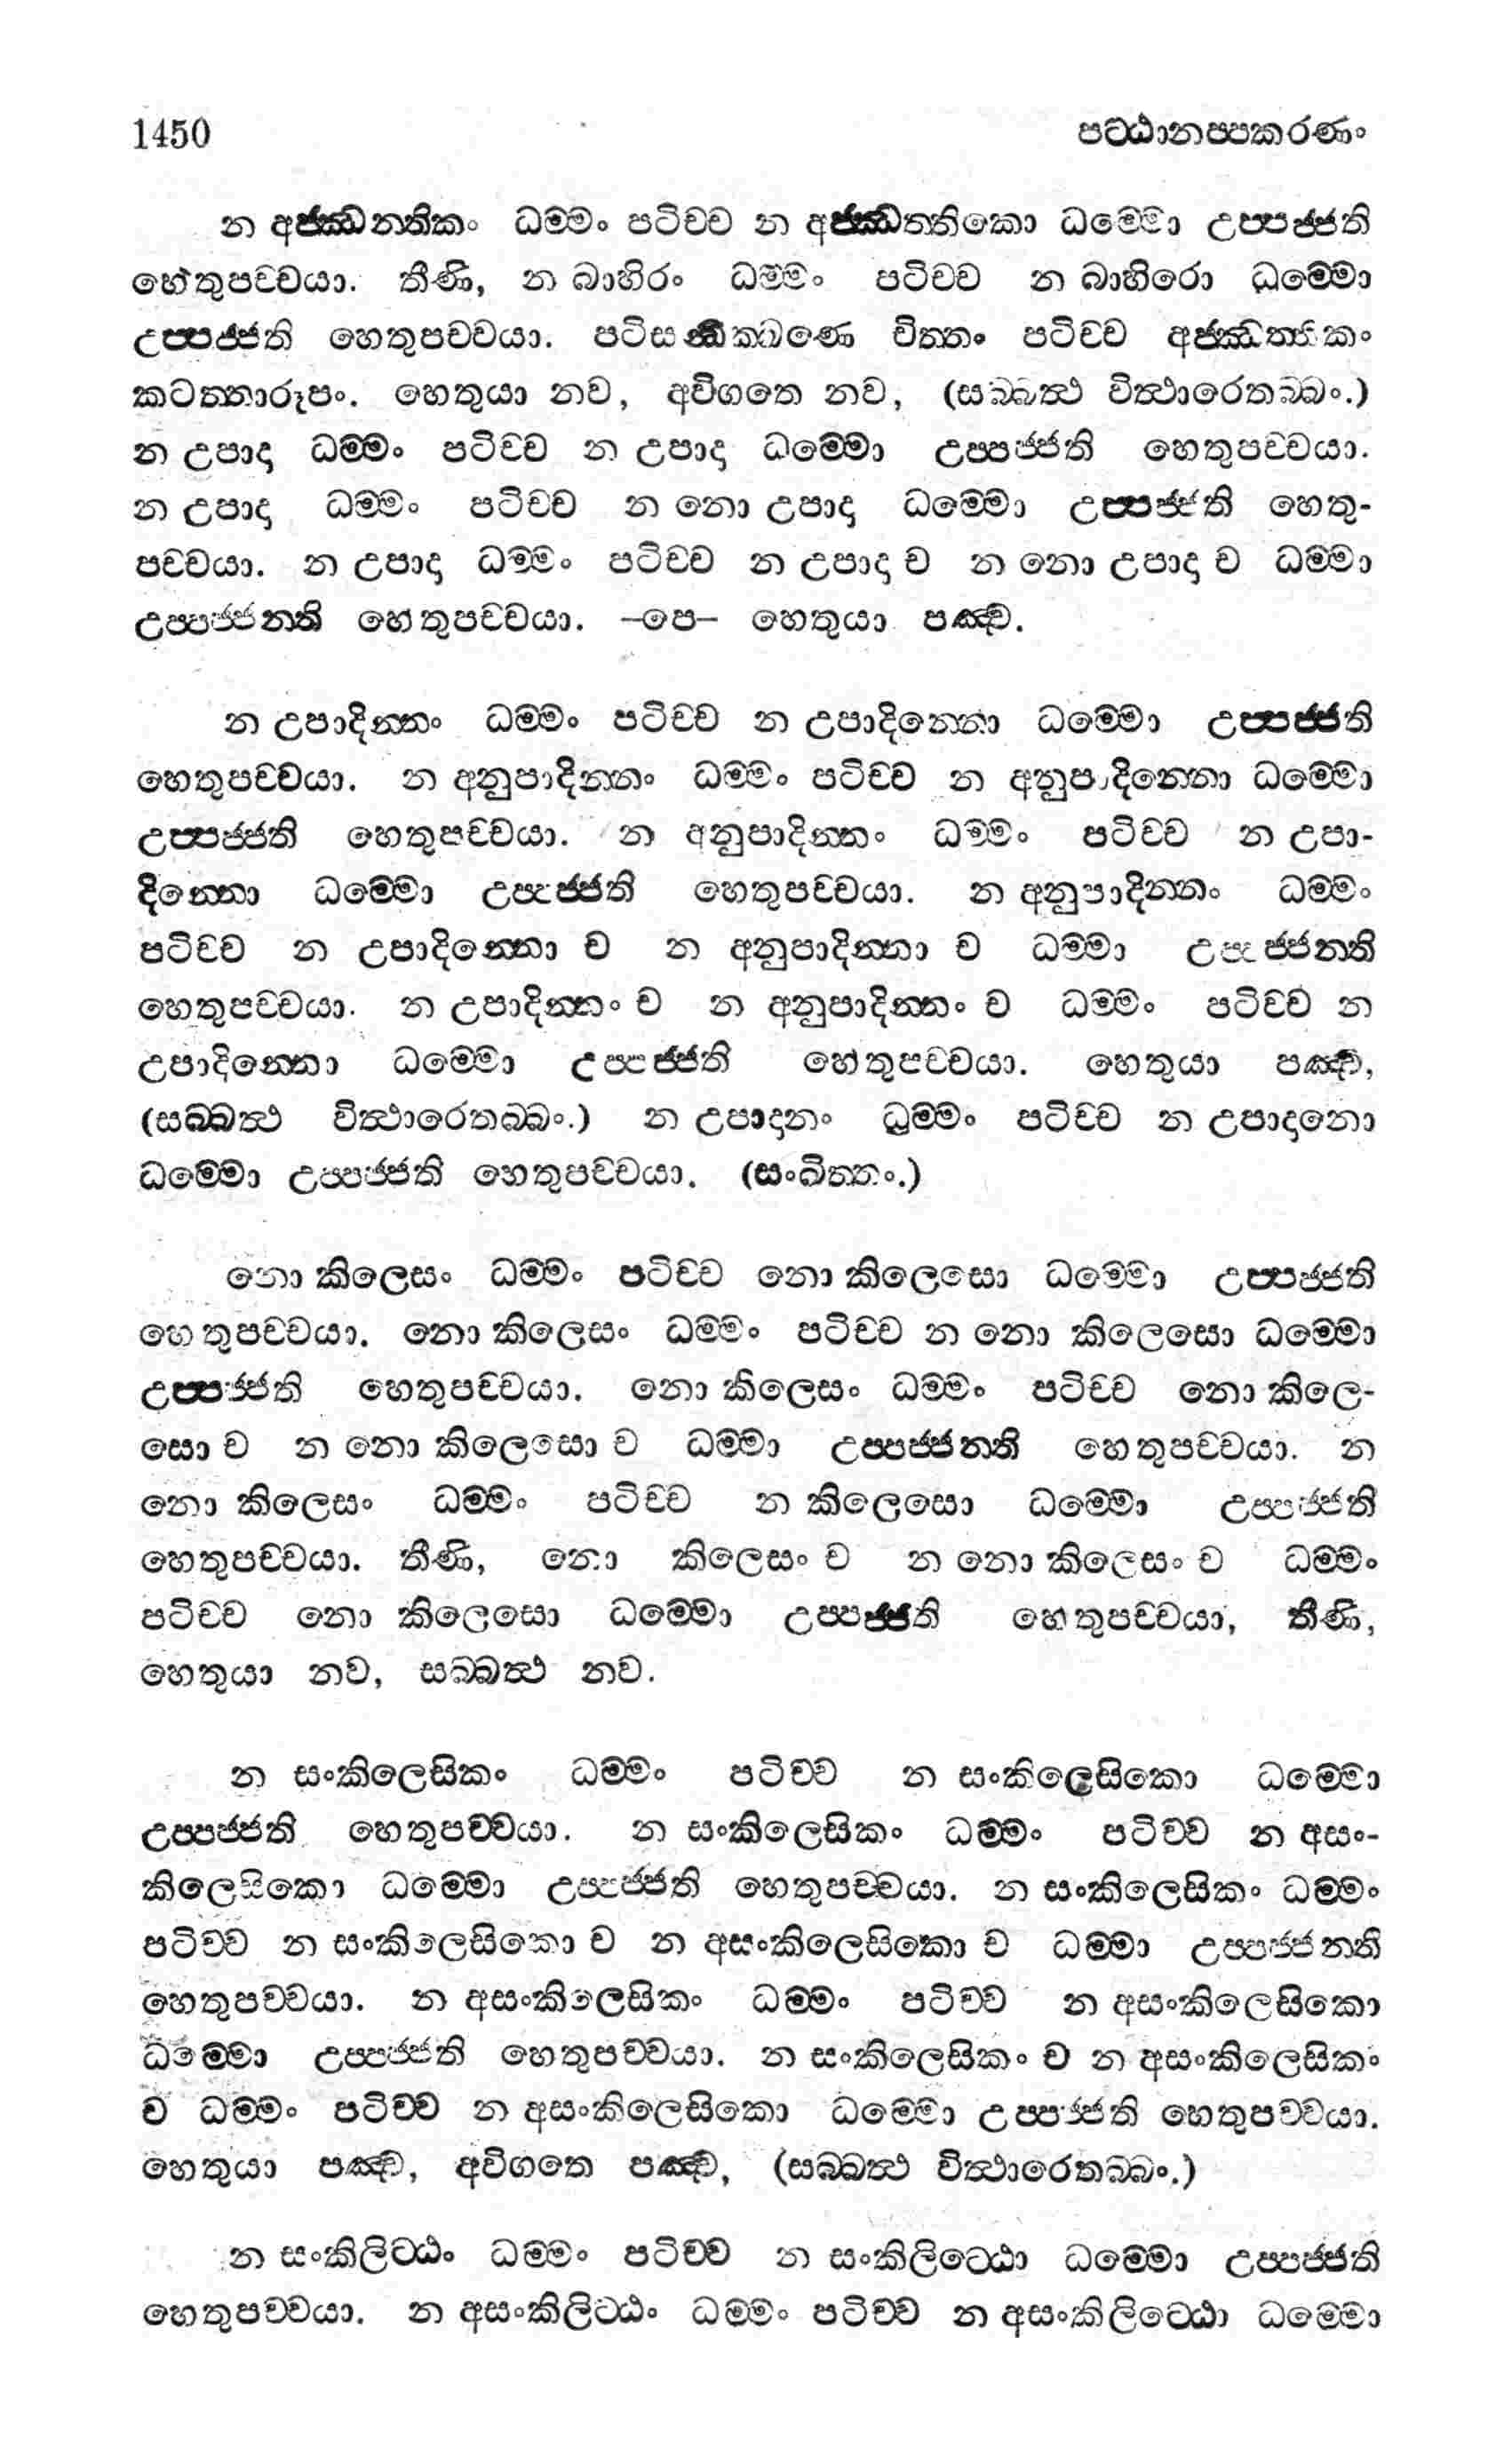 1450 පට්ඨානප්පකරණං
න අජ්ඣන්තිකං ධම්මං පටිච්ච න අජ්ඣත්තිකො ධම්මො උප්පජ්ජති
හේතුපච්චයා. තීණි, න බාහිරං ධම්මං පටිච්ච න බාහිරො ධම්මො
උප්පජ්ජති හෙතුපච්චයා. පටිසන්ධික්ඛණෙ චිත්තං පටිච්ච අජ්ඣත්තිකං
කටත්තාරූපං. හෙතුයා නව, අවිගතෙ නව, (සබ්බත්ථ විත්ථාරෙතබ්බං.)
න උපාදා ධම්මං පටිච්ච න උපාදා ධම්මො උප්පජ්ජති හෙතුපච්චයා.
න උපාදා ධම්මං පටිච්ච න නො උපාදා ධම්මො උප්පජ්ජති හෙතු-
පච්චයා. න උපාදා ධම්මං පටිච්ච න උපාදා ච න නො උපාදා ච ධම්මා
උප්පජ්ජන්ති හේතුපච්චයා. –පෙ– හෙතුයා පඤ්ච.
න උපාදින්නං ධම්මං පටිච්ච න උපාදින්නො ධම්මො උප්පජ්ජති
හෙතුපච්චයා. න අනුපාදින්නං ධම්මං පටිච්ච න අනුපාදින්නො ධම්මො
උප්පජ්ජති හෙතුපච්චයා. න අනුපාදින්නං ධම්මං පටිච්ච න උපා-
දින්නො ධම්මො උප්පජ්ජති හෙතුපච්චයා. න අනුපාදින්නං ධම්මං
පටිච්ච න උපාදින්නො ච න අනුපාදින්නා ච ධම්මා උප්පජ්ජන්ති
හෙතුපච්චයා. න උපාදින්නං ච න අනුපාදින්නං ච ධම්මං පටිච්ච න
උපාදින්නො ධම්මො උප්පජ්ජති හේතුපච්චයා. හෙතුයා පඤ්ච,
(සබ්බත්ථ විත්ථාරෙතබ්බං.) න උපාදානං ධම්මං පටිච්ච න උපාදානො
ධම්මො උප්පජ්ජති හෙතුපච්චයා. (සංඛිත්තං.)
නො කිලෙසං ධම්මං පටිච්ච නො කිලෙසො ධම්මො උප්පජ්ජති
හෙතුපච්චයා. නො කිලෙසං ධම්මං පටිච්ච න නො කිලෙසො ධම්මො
උප්පජ්ජති හෙතුපච්චයා. නො කිලෙසං ධම්මං පටිච්ච නො කිලෙ-
සො ච න නො කිලෙසො ච ධම්මා උප්පජ්ජන්ති හෙතුපච්චයා. න
නො කිලෙසං ධම්මං පටිච්ච න කිලෙසො ධම්මො උප්පජ්ජති
හෙතුපච්චයා. තීණි, නො කිලෙසං ච න නො කිලෙසං ච ධම්මං
පටිච්ච නො කිලෙසො ධම්මො උප්පජ්ජති හෙතුපච්චයා, තීණි,
හෙතුයා නව, සබ්බත්ථ නව.
න සංකිලෙසිකං ධම්මං පටිච්ච න සංකිලෙසිකො ධම්මො
උප්පජ්ජති හෙතුපච්චයා. න සංකිලෙසිකං ධම්මං පටිච්ච න අසං-
කිලෙසිකො ධම්මො උප්පජ්ජති හෙතුපච්චයා. න සංකිලෙසිකං ධම්මං
පටිච්ච න සංකිලෙසිකො ච න අසංකිලෙසිකො ච ධම්මා උප්පජ්ජන්ති
හෙතුපච්චයා. න අසංකිලෙසිකං ධම්මං පටිච්ච න අසංකිලෙසිකො
ධම්මො උප්පජ්ජති හෙතුපච්චයා. න සංකිලෙසිකං ච න අසංකිලෙසිකං
ච ධම්මං පටිච්ච න අසංකිලෙසිකො ධම්මො උප්පජ්ජති හෙතුපච්චයා.
හෙතුයා පඤ්ච, අවිගතෙ පඤ්ච, (සබ්බත්ථ විත්ථාරෙතබ්බං.)
න සංකිලිට්ඨං ධම්මං පටිච්ච න සංකිලිට්ඨො ධම්මො උප්පජ්ජති
හෙතුපච්චයා. න අසංකිලිට්ඨං ධම්මං පටිච්ච න අසංකිලිට්ඨො ධම්මො